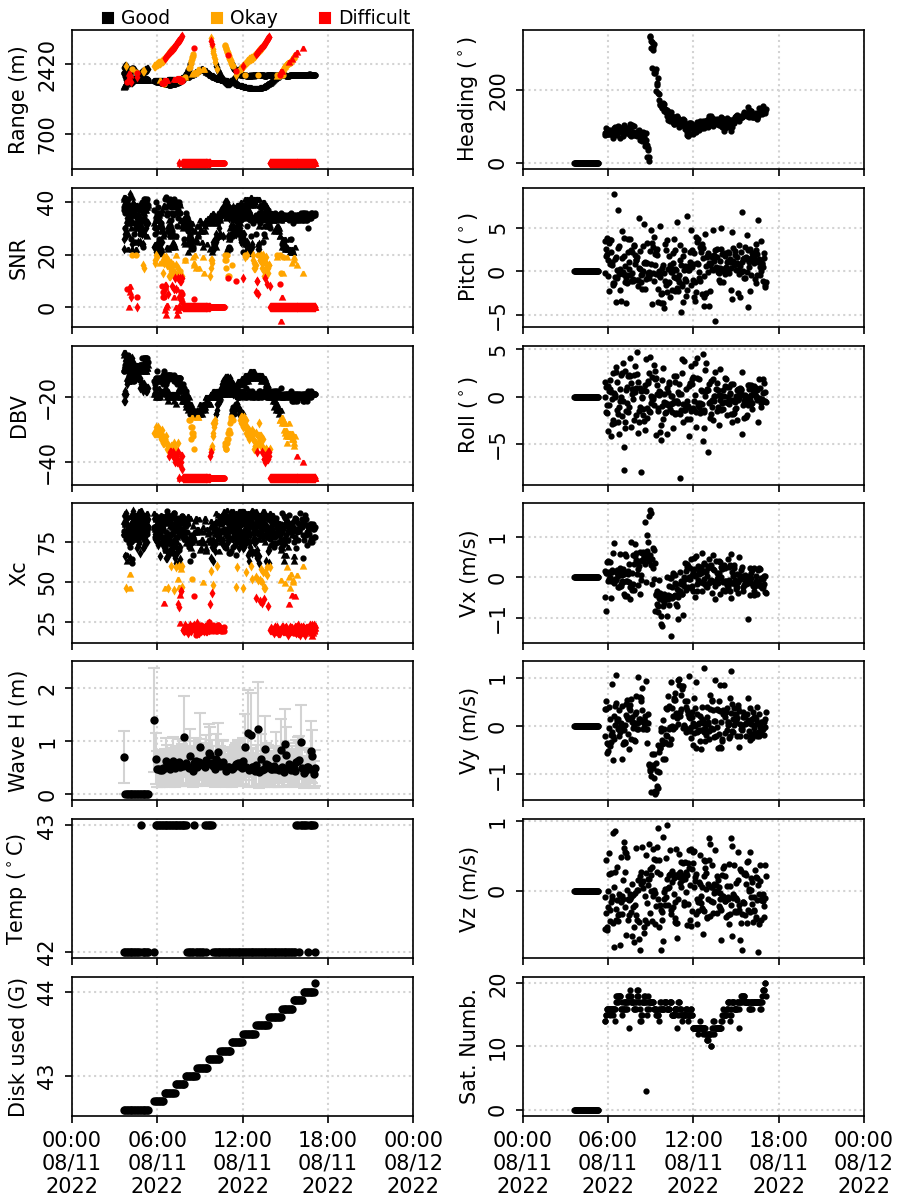 Good Okay Difficult
Range (m)
2420
700
Heading (°)
200
0
SNR
40
20
0
Pitch (°)
5
0
−5
DBV
−20
−40
Roll (°)
5
0
−5
Xc
75
50
25
Vx (m/s)
1
0
−1
Wave H (m)
2
1
0
Vy (m/s)
1
0
−1
Temp (°C)
43
42
Vz (m/s)
1
0
Disk used (G)
44
43
Sat. Numb.
20
10
0
00:00 06:00 12:00 18:00 00:00
08/11 08/11 08/11 08/11 08/12
2022 2022 2022 2022 2022
00:00 06:00 12:00 18:00 00:00
08/11 08/11 08/11 08/11 08/12
2022 2022 2022 2022 2022